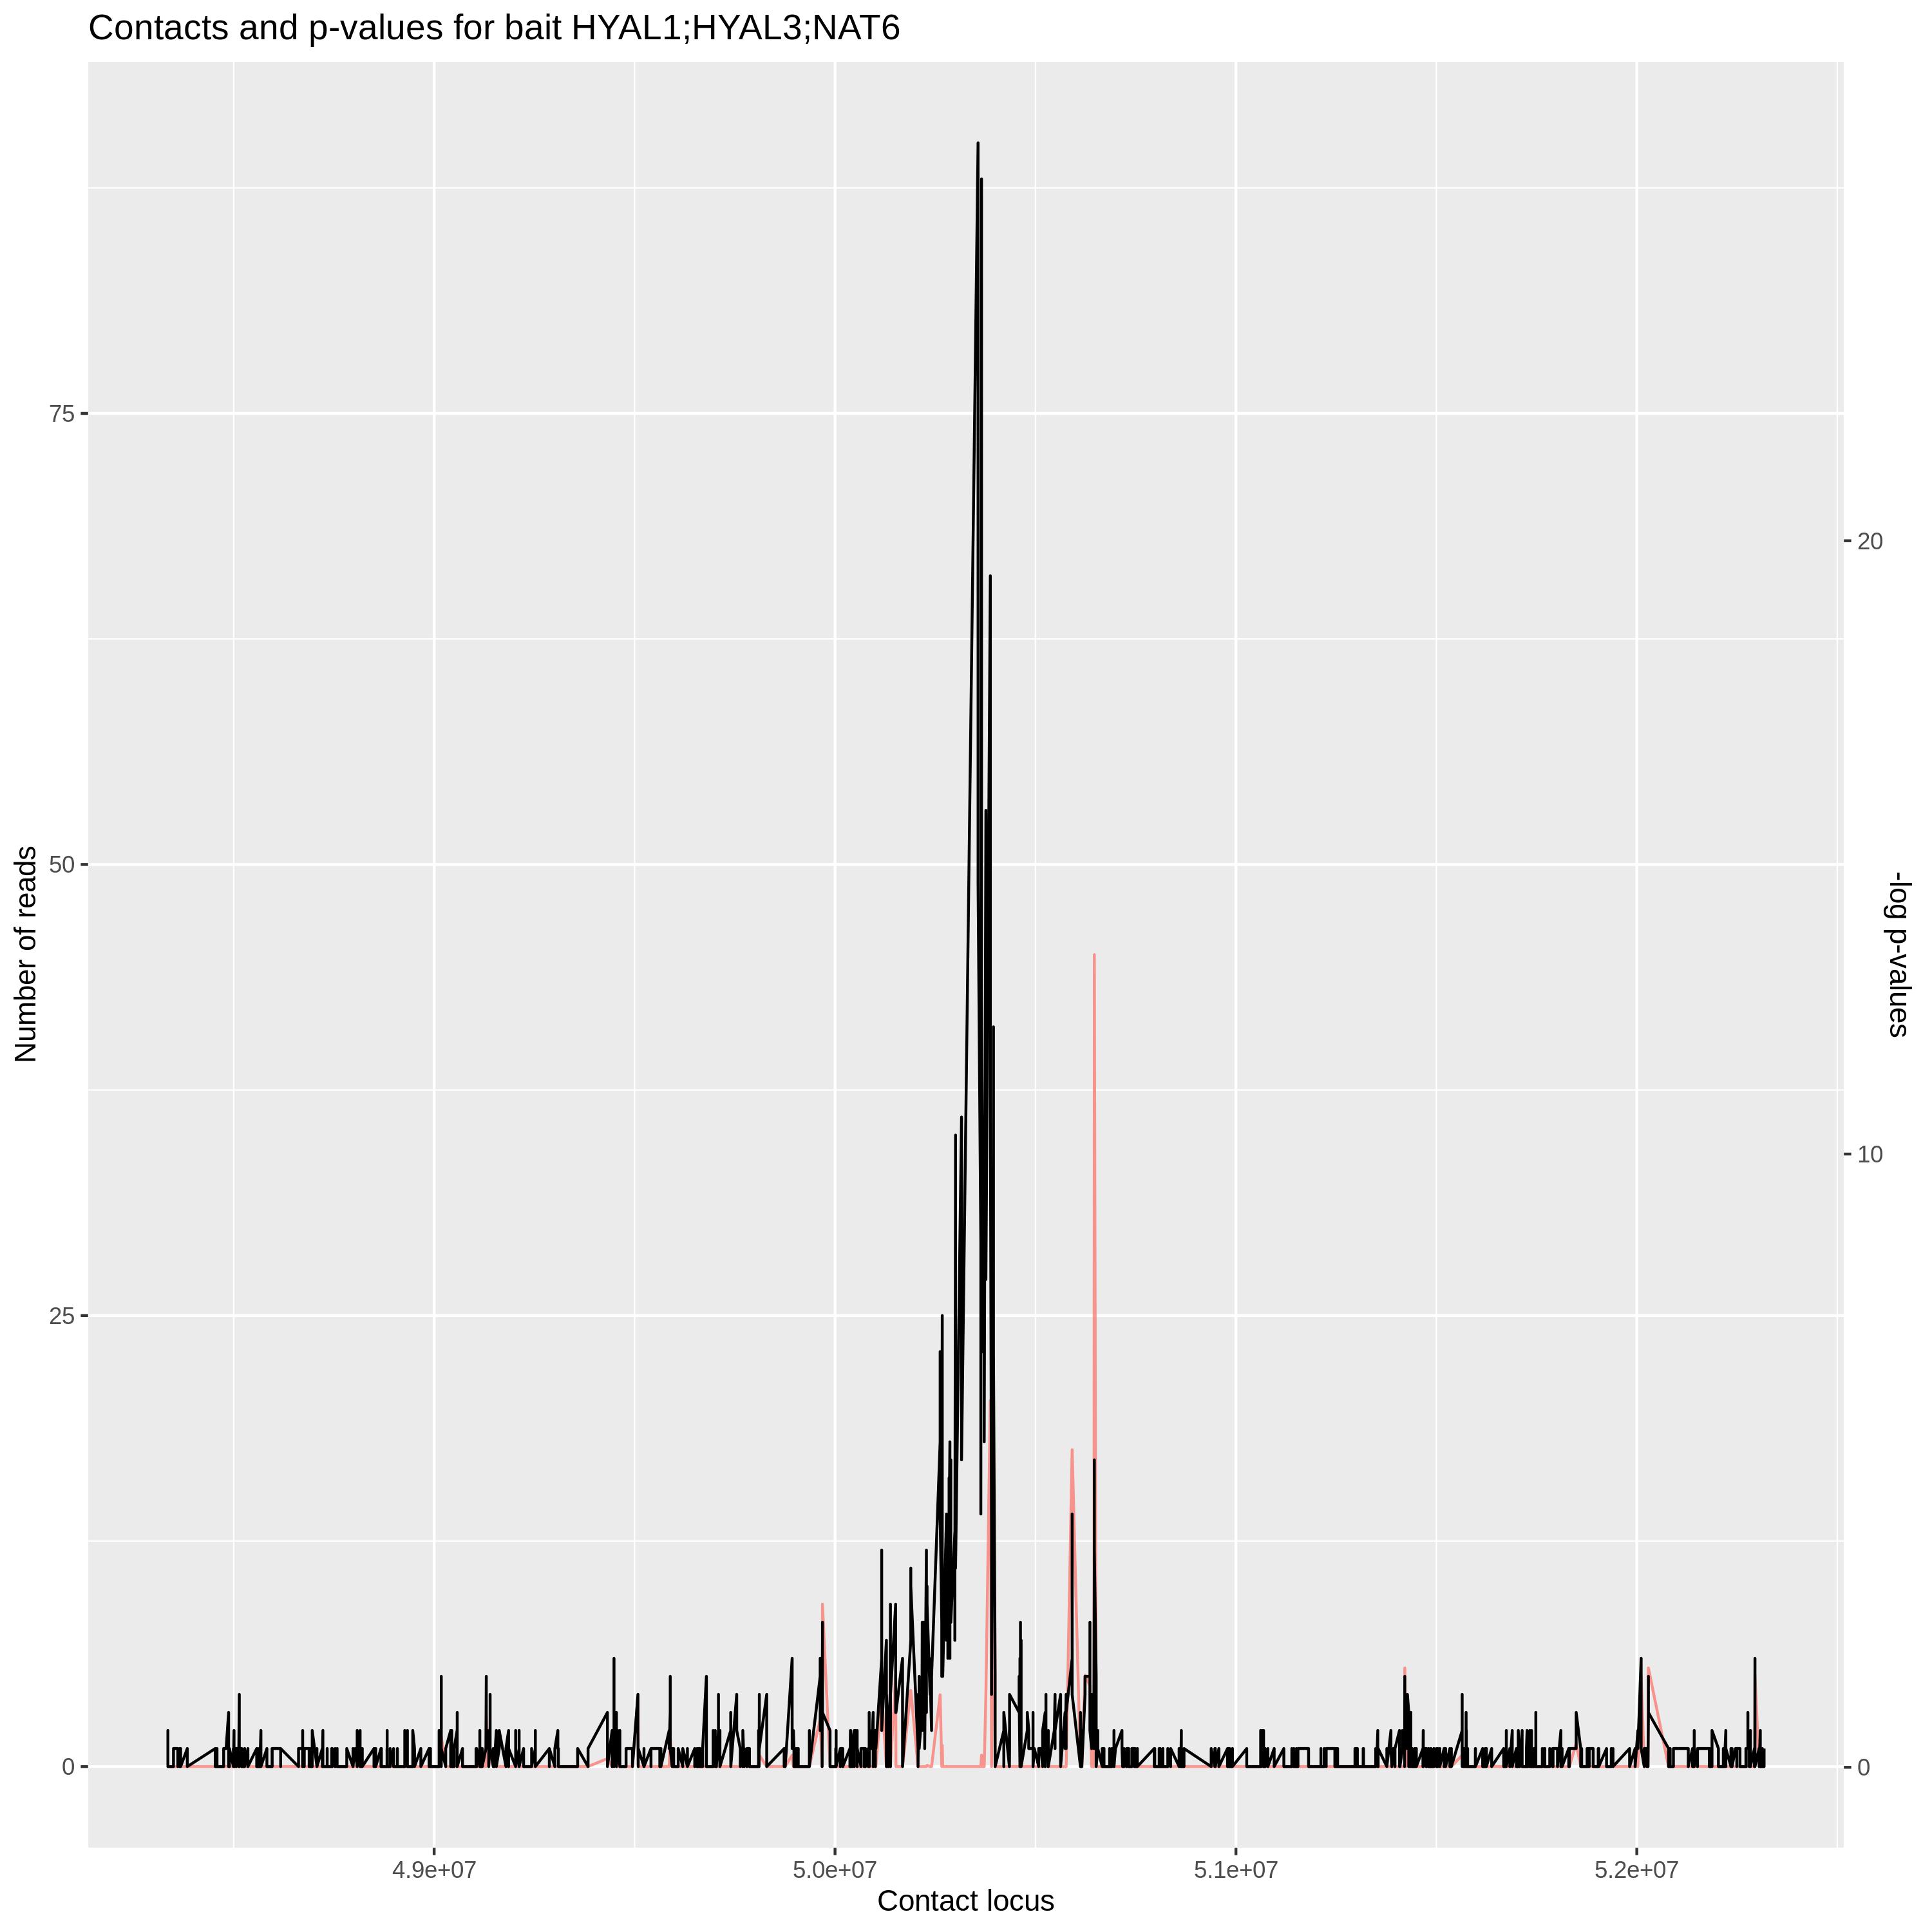 Contacts and p-values for bait HYAL1;HYAL3;NAT6
75
50
25
0
Number of reads
20
10
0
-log p-values
4.9e+07 5.0e+07 5.1e+07 5.2e+07
Contact locus